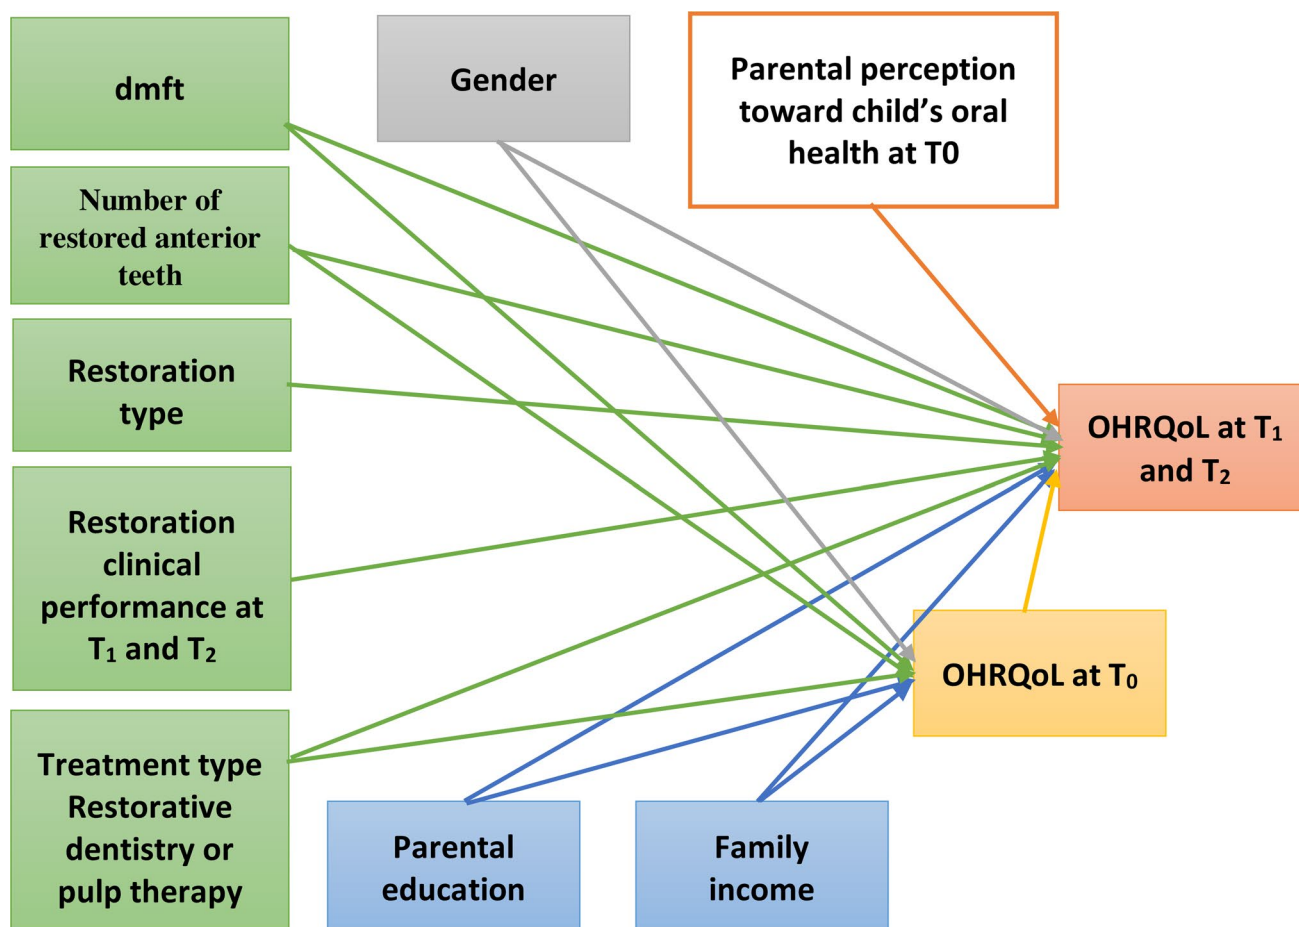 dmft
Gender
Parental perception
toward child’s oral
health at T0
Number of
restored anterior
teeth
Restoration
type
OHRQoL at T₁
and T₂
Restoration
clinical
performance at
T₁ and T₂
OHRQoL at T₀
Treatment type
Restorative
dentistry or
pulp therapy
Parental
education
Family
income